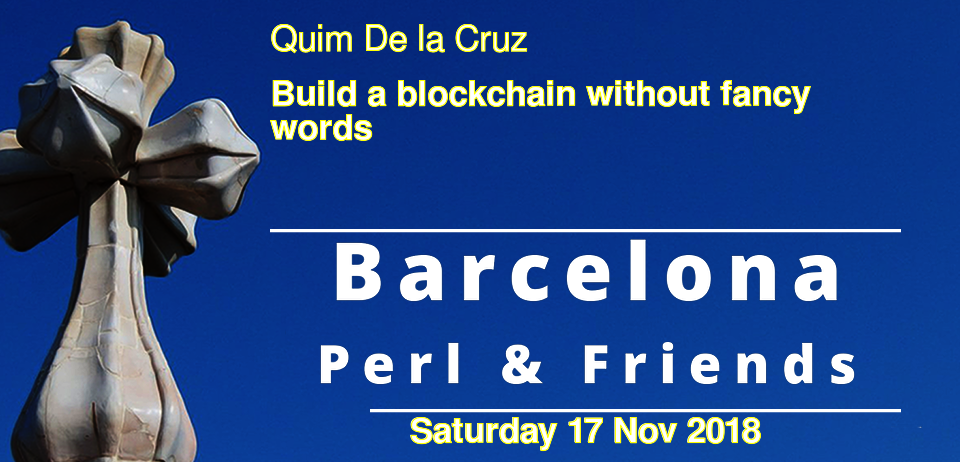 Quim De la Cruz
Build a blockchain without fancy
words
Barcelona
Perl & Friends
Saturday 17 Nov 2018